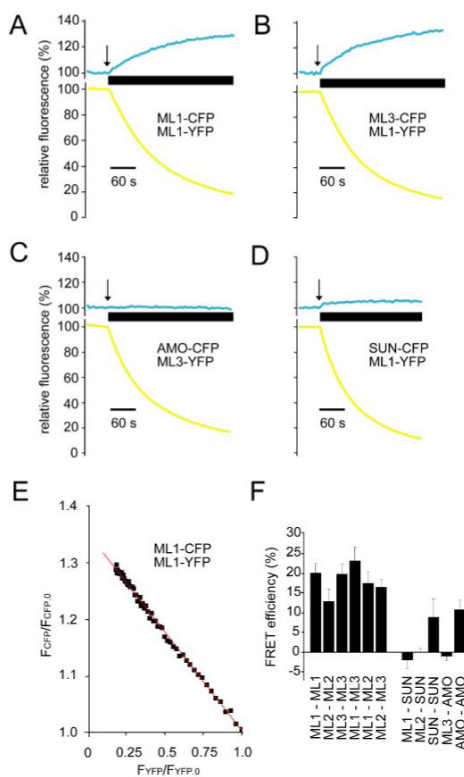 A
B
140
120
100
100
80
60
40
20
0
relative fluorescence (%)
ML1-CFP
ML1-YFP
60 s
ML3-CFP
ML1-YFP
60 s
C
D
140
120
100
100
80
60
40
20
0
relative fluorescence (%)
AMO-CFP
ML3-YFP
60 s
SUN-CFP
ML1-YFP
60 s
E
1.4
1.3
1.2
1.1
1.0
FCFP/FCFP.0
ML1-CFP
ML1-YFP
0 0.25 0.5 0.75 1.0
FYFP/FYFP.0
F
30
25
20
15
10
5
0
-5
FRET efficiency (%)
ML1 - ML1
ML2 - ML2
ML3 - ML3
ML1 - ML3
ML1 - ML2
ML2 - ML3
ML1 - SUN
ML2 - SUN
SUN - SUN
ML3 - AMO
AMO - AMO